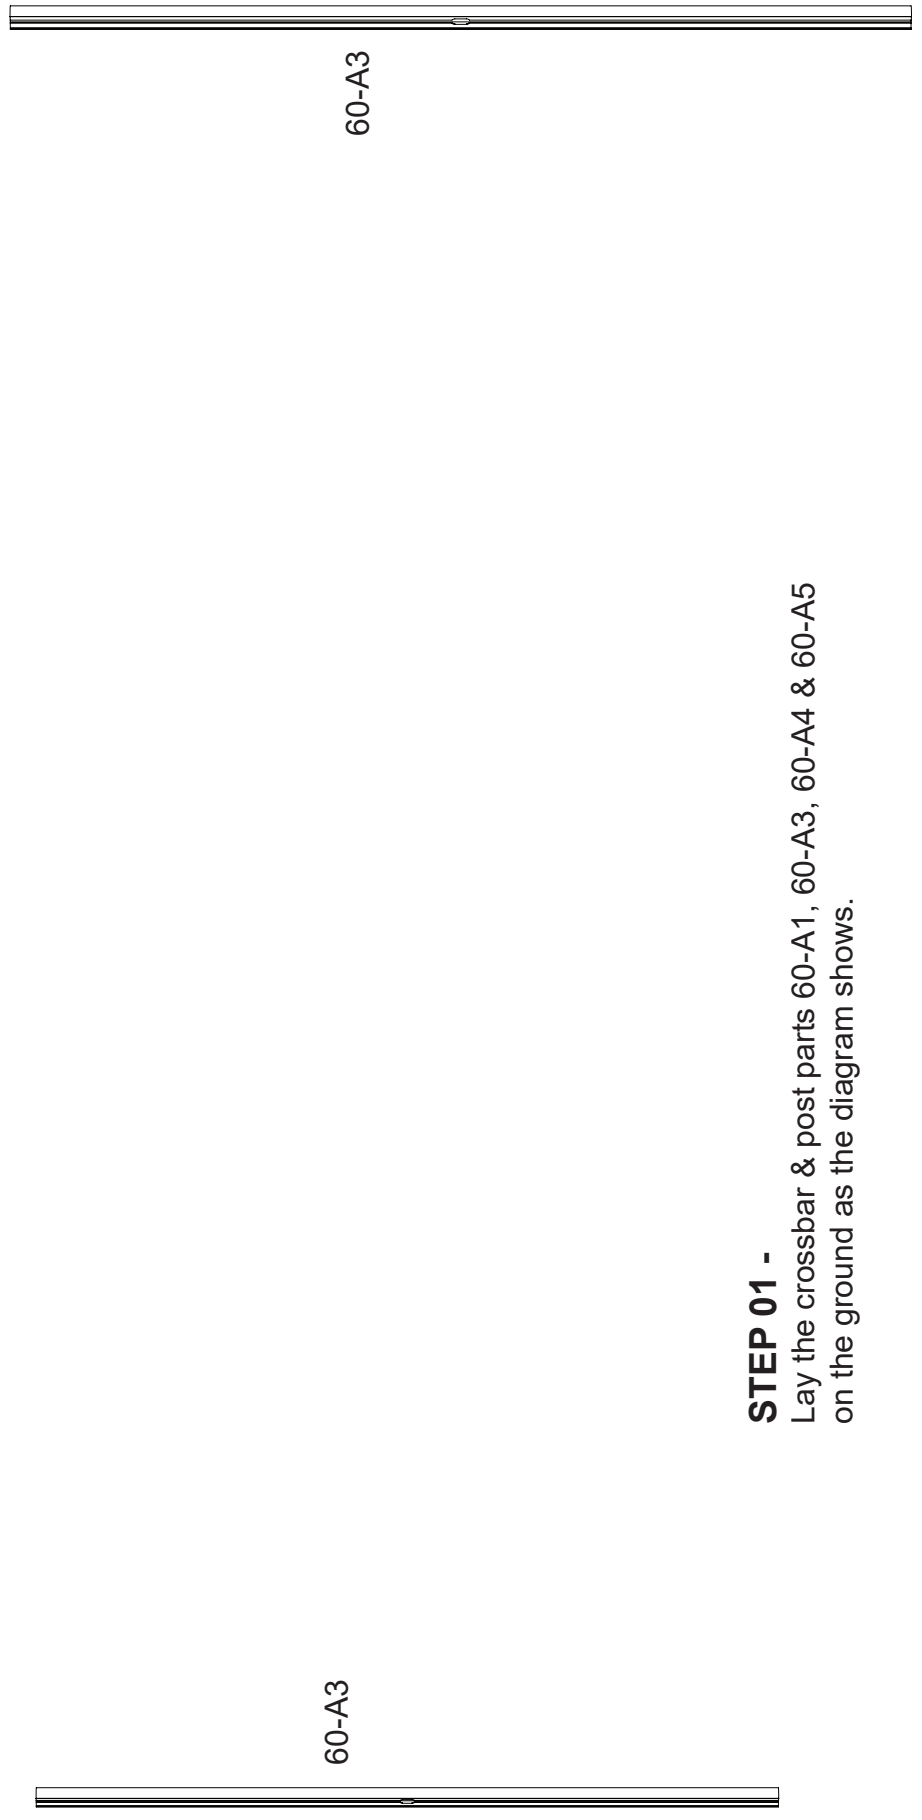 60-A3
60-A3
STEP 01 -
Lay the crossbar & post parts 60-A1, 60-A3, 60-A4 & 60-A5
on the ground as the diagram shows.